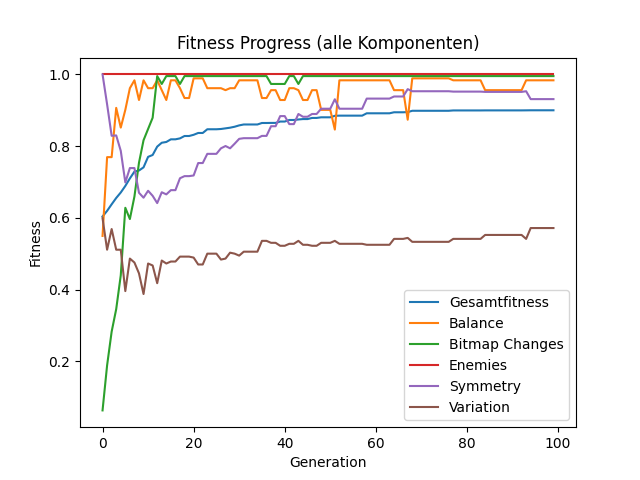 Fitness Progress (alle Komponenten)
1.0
0.8
0.6
0.4
0.2
Fitness
0 20 40 60 80 100
Generation
Gesamtfitness
Balance
Bitmap Changes
Enemies
Symmetry
Variation